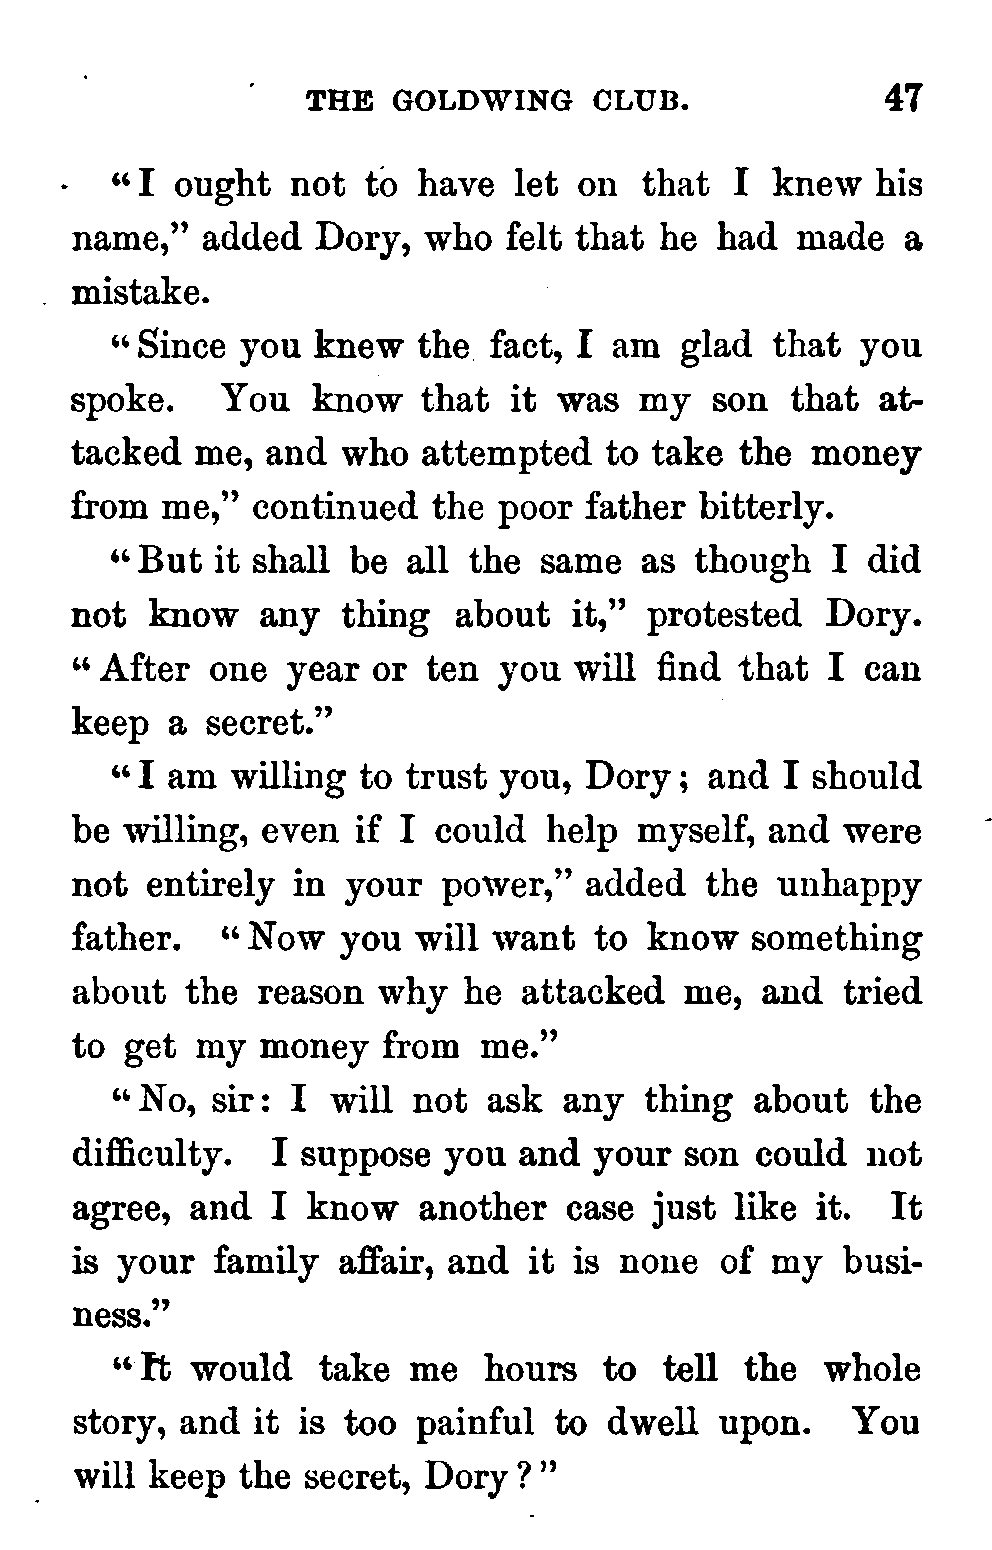 THE GOLDWING CLUB. 47
“I ought not to have let on that I knew his
name,” added Dory, who felt that he had made a
mistake.
“Since you knew the fact, I am glad that you
spoke. You know that it was my son that at-
tacked me, and who attempted to take the money
from me,” continued the poor father bitterly.
“But it shall be all the same as though I did
not know any thing about it,” protested Dory.
“After one year or ten you will find that I can
keep a secret.”
“I am willing to trust you, Dory; and I should
be willing, even if I could help myself, and were
not entirely in your power,” added the unhappy
father. “Now you will want to know something
about the reason why he attacked me, and tried
to get my money from me.”
“No, sir: I will not ask any thing about the
difficulty. I suppose you and your son could not
agree, and I know another case just like it. It
is your family affair, and it is none of my busi-
ness.”
“It would take me hours to tell the whole
story, and it is too painful to dwell upon. You
will keep the secret, Dory?”